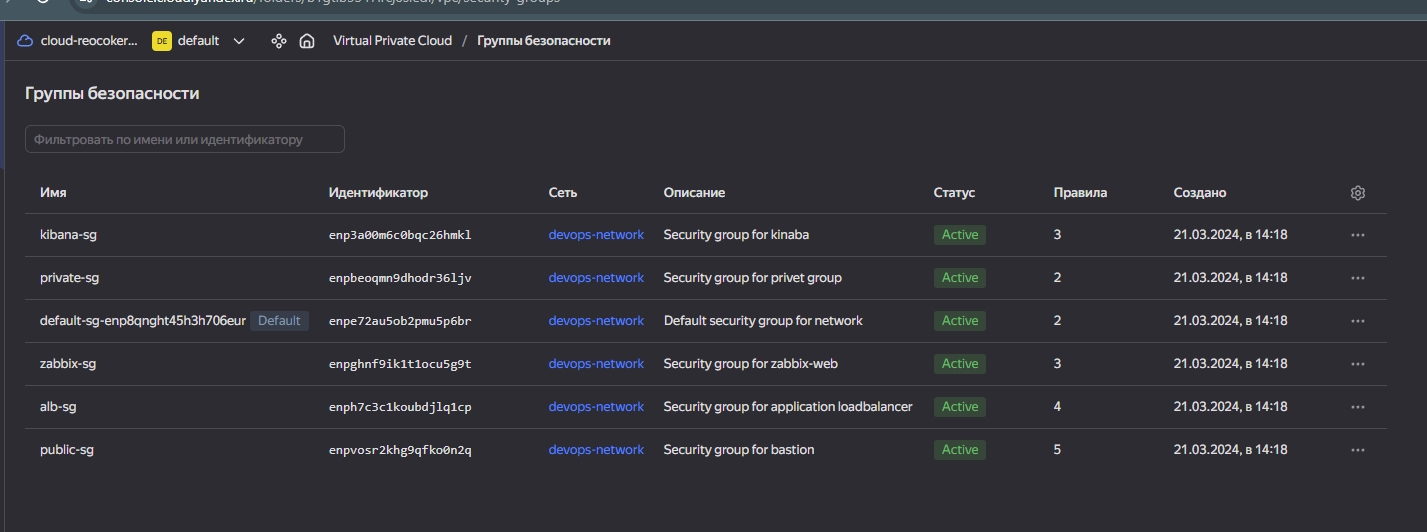 cloud-reocoker... DE default Virtual Private Cloud / Группы безопасности
Группы безопасности
Фильтровать по имени или идентификатору
Имя Идентификатор Сеть Описание Статус Правила Создано
kibana-sg enp3a00m6c0bqc26hmkl devops-network Security group for kinaba Active 3 21.03.2024, в 14:18
private-sg enpbeoqmn9dhodr36ljv devops-network Security group for privet group Active 2 21.03.2024, в 14:18
default-sg-enp8qnght45h3h706eur Default enpe72au5ob2pmu5p6br devops-network Default security group for network Active 2 21.03.2024, в 14:18
zabbix-sg enpghnf9ik1t1ocu5g9t devops-network Security group for zabbix-web Active 3 21.03.2024, в 14:18
alb-sg enph7c3c1koubdjlq1cp devops-network Security group for application loadbalancer Active 4 21.03.2024, в 14:18
public-sg enpvosr2khg9qfko0n2q devops-network Security group for bastion Active 5 21.03.2024, в 14:18